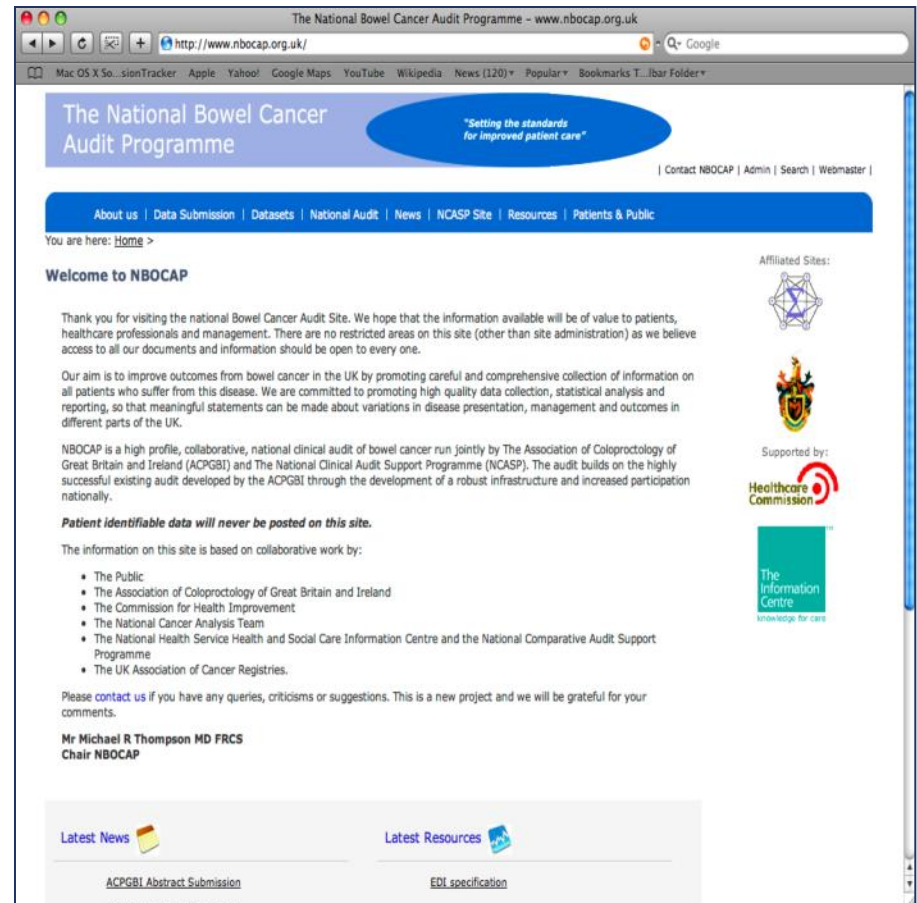 The National Bowel Cancer Audit Programme – www.nbocap.org.uk
http://www.nbocap.org.uk/
Google
Mac OS X So...sionTracker Apple Yahoo! Google Maps YouTube Wikipedia News (120) Popular Bookmarks T...lbar Folder
The National Bowel Cancer
Audit Programme
"Setting the standards
for improved patient care"
| Contact NBOCAP | Admin | Search | Webmaster |
About us | Data Submission | Datasets | National Audit | News | NCASP Site | Resources | Patients & Public
You are here: Home >
Affiliated Sites:
Welcome to NBOCAP
Thank you for visiting the national Bowel Cancer Audit Site. We hope that the information available will be of value to patients,
healthcare professionals and management. There are no restricted areas on this site (other than site administration) as we believe
access to all our documents and information should be open to every one.
Our aim is to improve outcomes from bowel cancer in the UK by promoting careful and comprehensive collection of information on
all patients who suffer from this disease. We are committed to promoting high quality data collection, statistical analysis and
reporting, so that meaningful statements can be made about variations in disease presentation, management and outcomes in
different parts of the UK.
NBOCAP is a high profile, collaborative, national clinical audit of bowel cancer run jointly by The Association of Coloproctology of
Great Britain and Ireland (ACPGBI) and The National Clinical Audit Support Programme (NCASP). The audit builds on the highly
successful existing audit developed by the ACPGBI through the development of a robust infrastructure and increased participation
nationally.
Supported by:
Healthcare
Commission
Patient identifiable data will never be posted on this site.
The information on this site is based on collaborative work by:
• The Public
• The Association of Coloproctology of Great Britain and Ireland
• The Commission for Health Improvement
• The National Cancer Analysis Team
• The National Health Service Health and Social Care Information Centre and the National Comparative Audit Support
Programme
• The UK Association of Cancer Registries.
The
Information
Centre
knowledge for care
Please contact us if you have any queries, criticisms or suggestions. This is a new project and we will be grateful for your
comments.
Mr Michael R Thompson MD FRCS
Chair NBOCAP
Latest News
Latest Resources
ACPGBI Abstract Submission
EDI specification